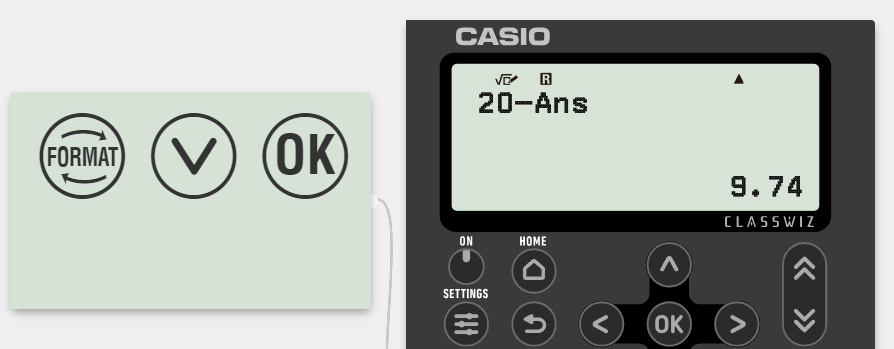 FORMAT
OK
CASIO
√ R ▲
20−Ans
9.74
CLASSWIZ
ON
HOME
SETTINGS
OK